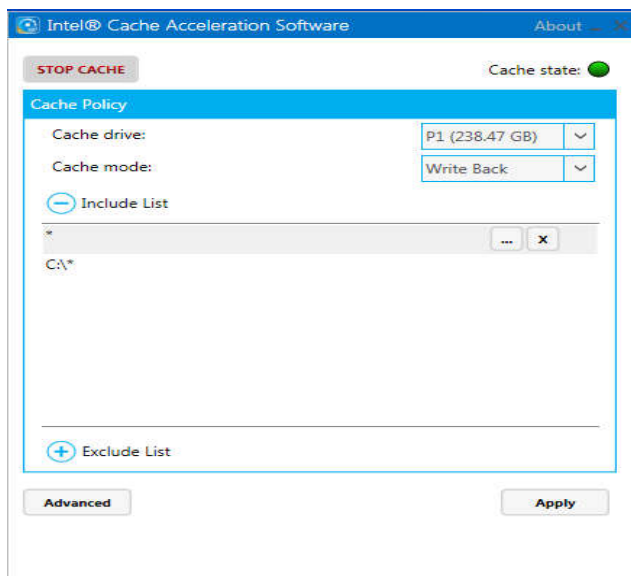 Intel® Cache Acceleration Software About
STOP CACHE Cache state:
Cache Policy
Cache drive: P1 (238.47 GB)
Cache mode: Write Back
Include List
* ... x
C:\*
Exclude List
Advanced Apply